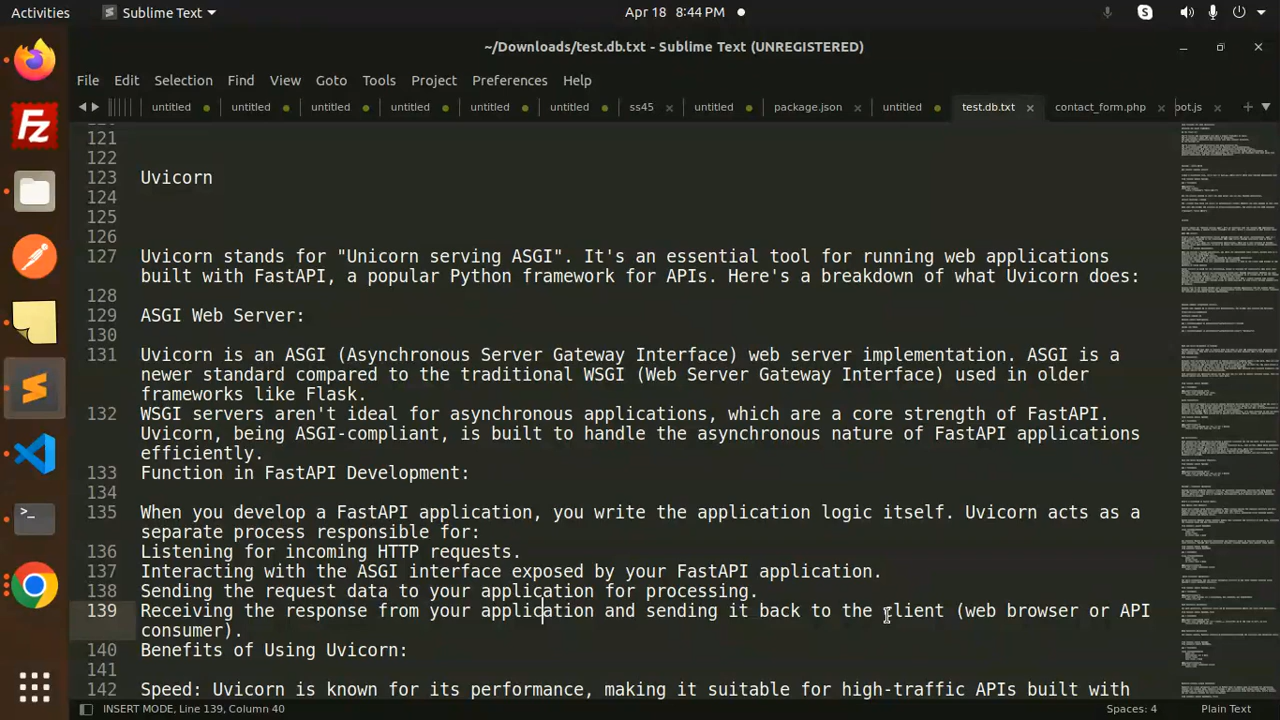 Activities Sublime Text Apr 18 8:44 PM
~/Downloads/test.db.txt - Sublime Text (UNREGISTERED)
File Edit Selection Find View Goto Tools Project Preferences Help
untitled untitled untitled untitled untitled untitled ss45 untitled package.json untitled test.db.txt contact_form.php bot.js
121
122
123 Uvicorn
124
125
126
127 Uvicorn stands for "Unicorn serving ASGI". It's an essential tool for running web applications
built with FastAPI, a popular Python framework for APIs. Here's a breakdown of what Uvicorn does:
128
129 ASGI Web Server:
130
131 Uvicorn is an ASGI (Asynchronous Server Gateway Interface) web server implementation. ASGI is a
newer standard compared to the traditional WSGI (Web Server Gateway Interface) used in older
frameworks like Flask.
132 WSGI servers aren't ideal for asynchronous applications, which are a core strength of FastAPI.
Uvicorn, being ASGI-compliant, is built to handle the asynchronous nature of FastAPI applications
efficiently.
133 Function in FastAPI Development:
134
135 When you develop a FastAPI application, you write the application logic itself. Uvicorn acts as a
separate process responsible for:
136 Listening for incoming HTTP requests.
137 Interacting with the ASGI interface exposed by your FastAPI application.
138 Sending the request data to your application for processing.
139 Receiving the response from your application and sending it back to the client (web browser or API
consumer).
140 Benefits of Using Uvicorn:
141
142 Speed: Uvicorn is known for its performance, making it suitable for high-traffic APIs built with
INSERT MODE, Line 139, Column 40 Spaces: 4 Plain Text